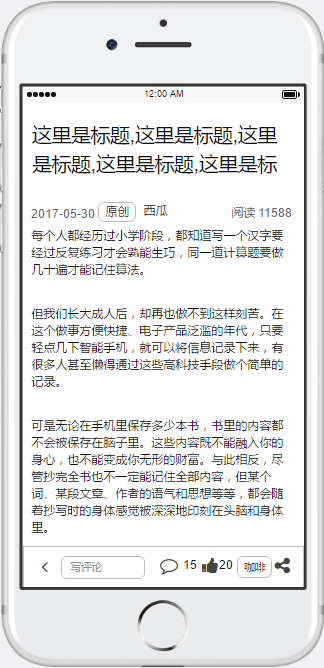 12:00 AM
这里是标题,这里是标题,这里
是标题,这里是标题,这里是标
2017-05-30 原创 西瓜 阅读 11588
每个人都经历过小学阶段，都知道写一个汉字要
经过反复练习才会熟能生巧，同一道计算题要做
几十遍才能记住算法。
但我们长大成人后，却再也做不到这样刻苦。在
这个做事方便快捷、电子产品泛滥的年代，只要
轻点几下智能手机，就可以将信息记录下来，有
很多人甚至懒得通过这些高科技手段做个简单的
记录。
可是无论在手机里保存多少本书，书里的内容都
不会被保存在脑子里。这些内容既不能融入你的
身心，也不能变成你无形的财富。与此相反，尽
管抄完全书也不一定能记住全部内容，但某个
词、某段文章、作者的语气和思想等等，都会随
着抄写时的身体感觉被深深地印刻在头脑和身体
里。
写评论 15 20 咖啡